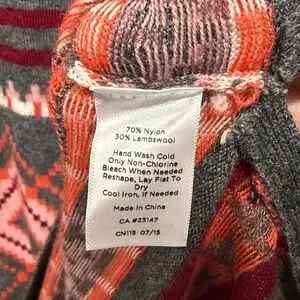 70% Nylon
30% Lambswool
Hand Wash Cold
Only Non-Chlorine
Bleach When Needed
Reshape, Lay Flat To
Dry
Cool Iron, If Needed
Made in China
CA #23147
CN115 07/15